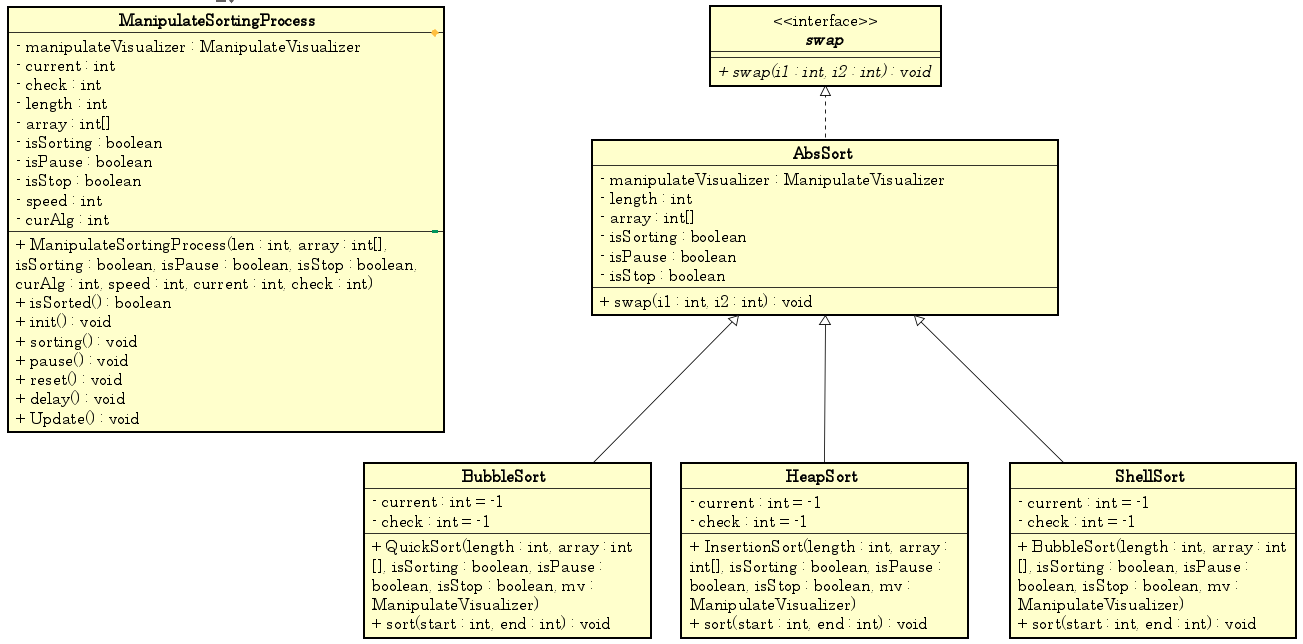 ManipulateSortingProcess
- manipulateVisualizer : ManipulateVisualizer
- current : int
- check : int
- length : int
- array : int[]
- isSorting : boolean
- isPause : boolean
- isStop : boolean
- speed : int
- curAlg : int
+ ManipulateSortingProcess(len : int, array : int[],
isSorting : boolean, isPause : boolean, isStop : boolean,
curAlg : int, speed : int, current : int, check : int)
+ isSorted() : boolean
+ init() : void
+ sorting() : void
+ pause() : void
+ reset() : void
+ delay() : void
+ Update() : void
<<interface>>
swap
+ swap(i1 : int, i2 : int) : void
AbsSort
- manipulateVisualizer : ManipulateVisualizer
- length : int
- array : int[]
- isSorting : boolean
- isPause : boolean
- isStop : boolean
+ swap(i1 : int, i2 : int) : void
BubbleSort
- current : int = -1
- check : int = -1
+ QuickSort(length : int, array : int
[], isSorting : boolean, isPause :
boolean, isStop : boolean, mv :
ManipulateVisualizer)
+ sort(start : int, end : int) : void
HeapSort
- current : int = -1
- check : int = -1
+ InsertionSort(length : int, array :
int[], isSorting : boolean, isPause :
boolean, isStop : boolean, mv :
ManipulateVisualizer)
+ sort(start : int, end : int) : void
ShellSort
- current : int = -1
- check : int = -1
+ BubbleSort(length : int, array : int
[], isSorting : boolean, isPause :
boolean, isStop : boolean, mv :
ManipulateVisualizer)
+ sort(start : int, end : int) : void